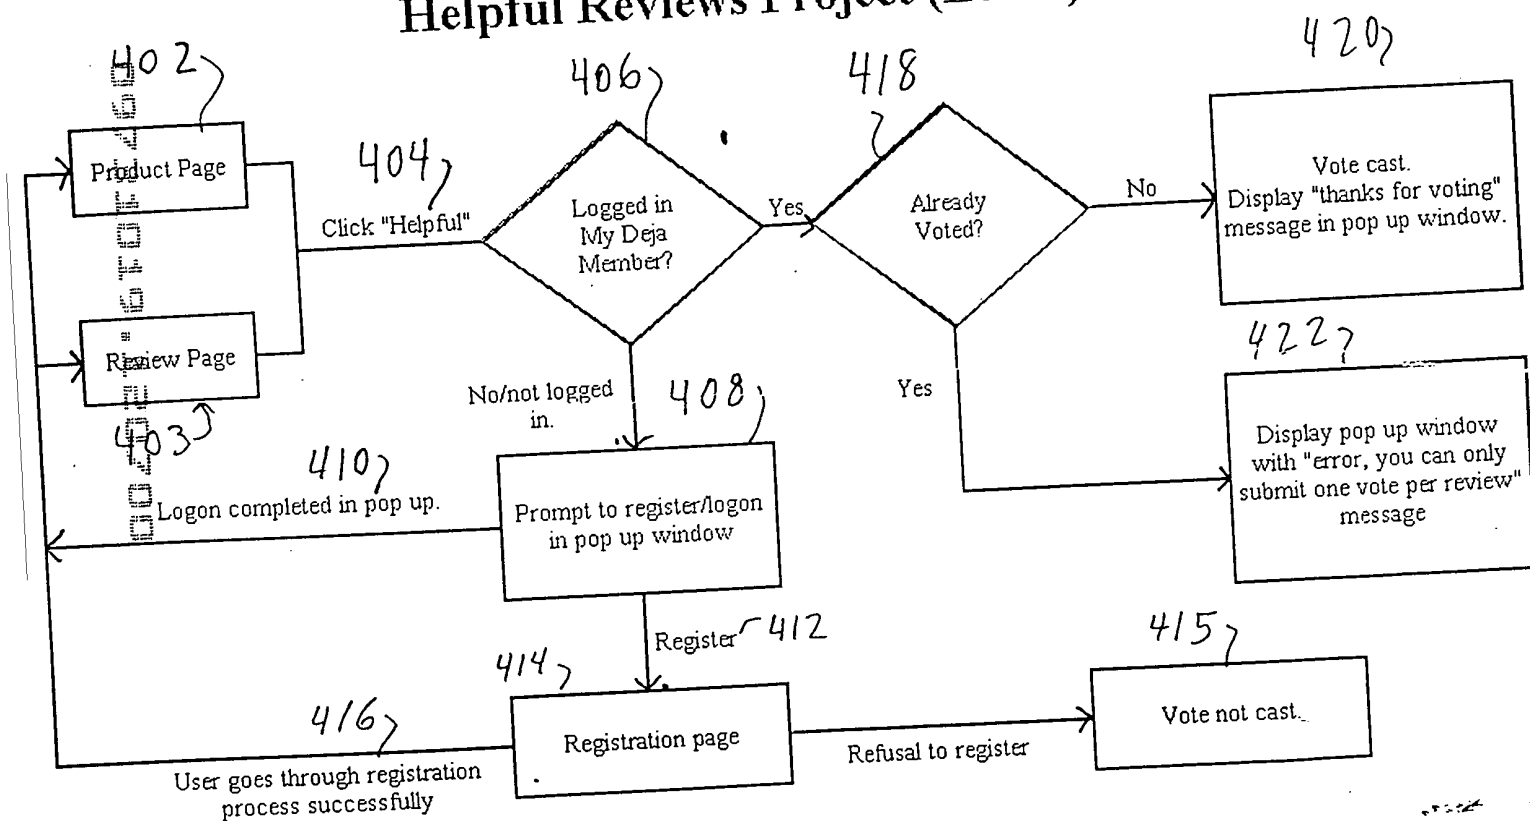 Helpful Reviews Project
402
406
418
420
Product Page
404
Click "Helpful"
Logged in
My Deja
Member?
Yes
Already
Voted?
No
Vote cast.
Display "thanks for voting"
message in pop up window.
Review Page
403
No/not logged
in.
408
Yes
422
Display pop up window
with "error, you can only
submit one vote per review"
message
410
Logon completed in pop up.
Prompt to register/logon
in pop up window
Register
412
414
415
416
Registration page
Refusal to register
Vote not cast.
User goes through registration
process successfully